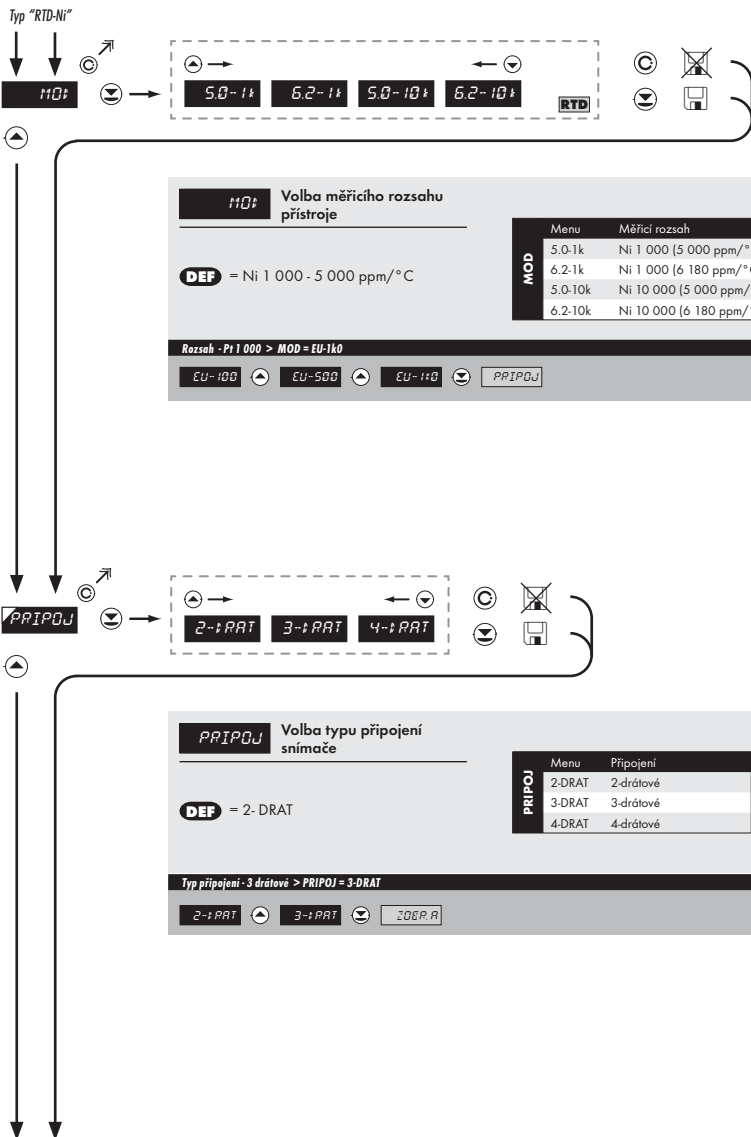 Typ "RTD-Ni"
MOD
5.0-1k 6.2-1k 5.0-10k 6.2-10k
RTD
MOD
Volba měřicího rozsahu
přístroje
DEF = Ni 1 000 - 5 000 ppm/°C
MOD
Menu Měřicí rozsah
5.0-1k Ni 1 000 (5 000 ppm/°
6.2-1k Ni 1 000 (6 180 ppm/°C
5.0-10k Ni 10 000 (5 000 ppm/
6.2-10k Ni 10 000 (6 180 ppm/°
Rozsah - Pt 1 000 > MOD = EU-1k0
EU-100 EU-500 EU-1k0 PRIPOJ
PRIPOJ
2-DRAT 3-DRAT 4-DRAT
PRIPOJ
Volba typu připojení
snímače
DEF = 2- DRAT
PRIPOJ
Menu Připojení
2-DRAT 2-drátové
3-DRAT 3-drátové
4-DRAT 4-drátové
Typ připojení - 3 drátové > PRIPOJ = 3-DRAT
2-DRAT 3-DRAT ZOBR. A